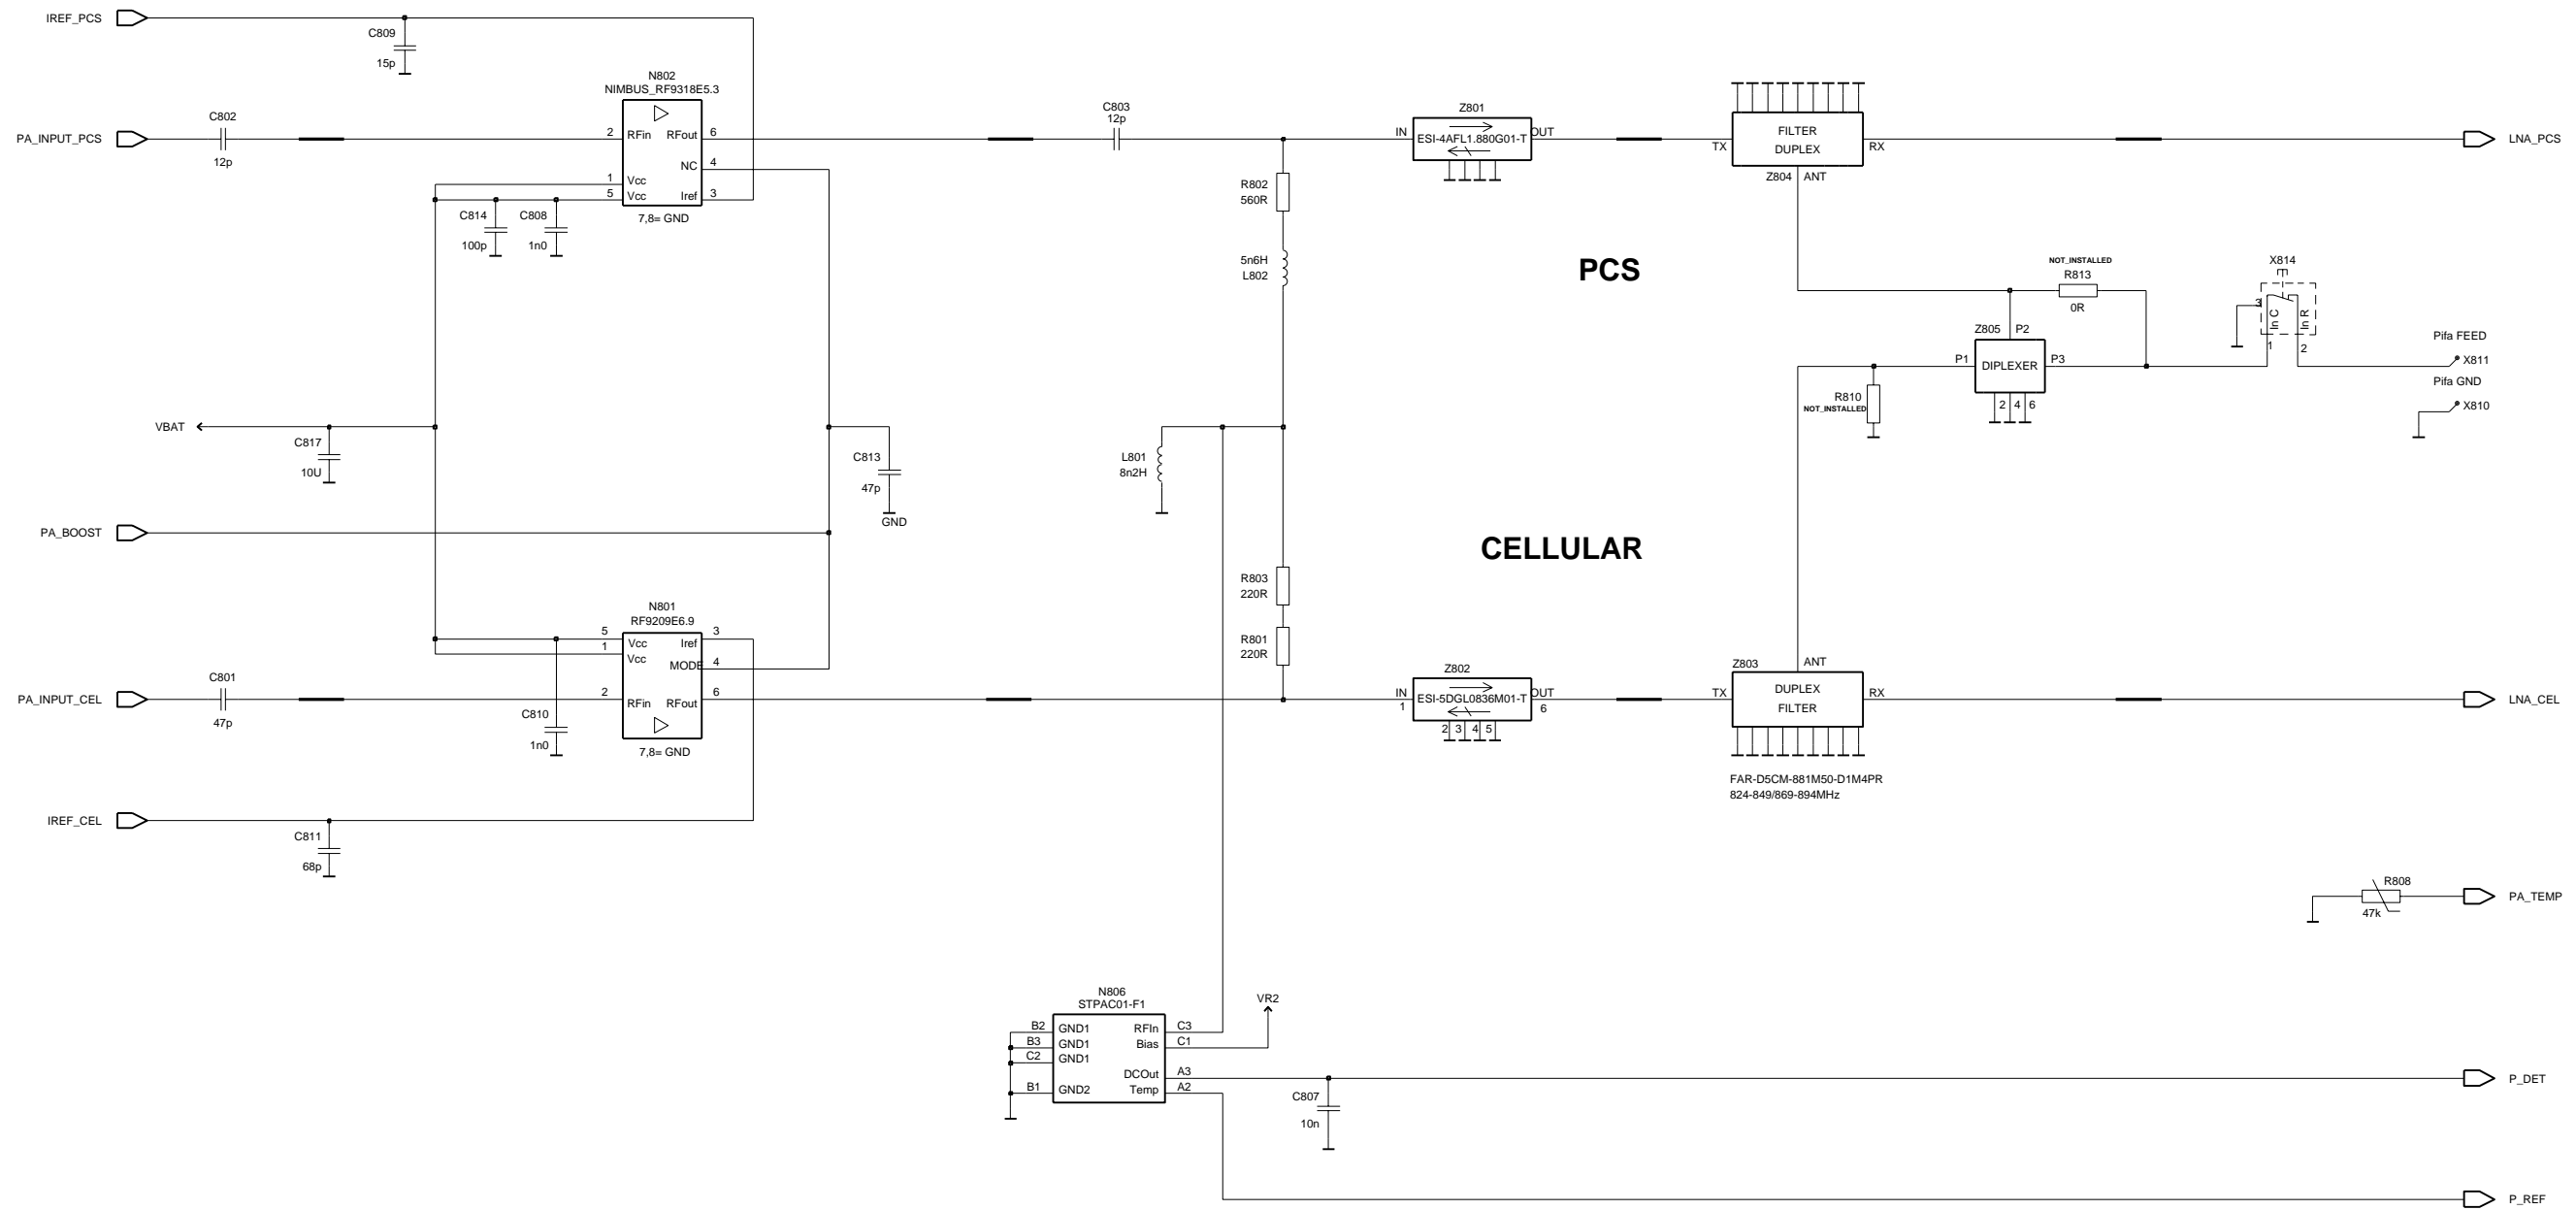 IREF_PCS
C809
15p
N802
NIMBUS_RF9318E5.3
C802
PA_INPUT_PCS
12p
2
RFin
RFout
6
NC
4
1
Vcc
5
Vcc
Iref
3
7,8= GND
C814
100p
C808
1n0
C803
12p
Z801
IN
ESI-4AFL1.880G01-T
OUT
FILTER
DUPLEX
TX
RX
Z804
ANT
LNA_PCS
R802
560R
5n6H
L802
PCS
NOT_INSTALLED
R813
0R
X814
3
In C
In R
1
2
Z805
P2
P1
DIPLEXER
P3
2
4
6
R810
NOT_INSTALLED
Pifa FEED
X811
Pifa GND
X810
VBAT
C817
10U
C813
47p
GND
L801
8n2H
PA_BOOST
CELLULAR
R803
220R
R801
220R
N801
RF9209E6.9
5
Vcc
Iref
3
1
Vcc
MODE
4
2
RFin
RFout
6
7,8= GND
C801
PA_INPUT_CEL
47p
C810
1n0
Z802
IN
1
ESI-5DGL0836M01-T
OUT
6
2
3
4
5
Z803
ANT
TX
DUPLEX
FILTER
RX
LNA_CEL
FAR-D5CM-881M50-D1M4PR
824-849/869-894MHz
IREF_CEL
C811
68p
R808
47k
PA_TEMP
N806
STPAC01-F1
VR2
B2
GND1
RFIn
C3
B3
GND1
Bias
C1
C2
GND1
DCOut
A3
B1
GND2
Temp
A2
C807
10n
P_DET
P_REF